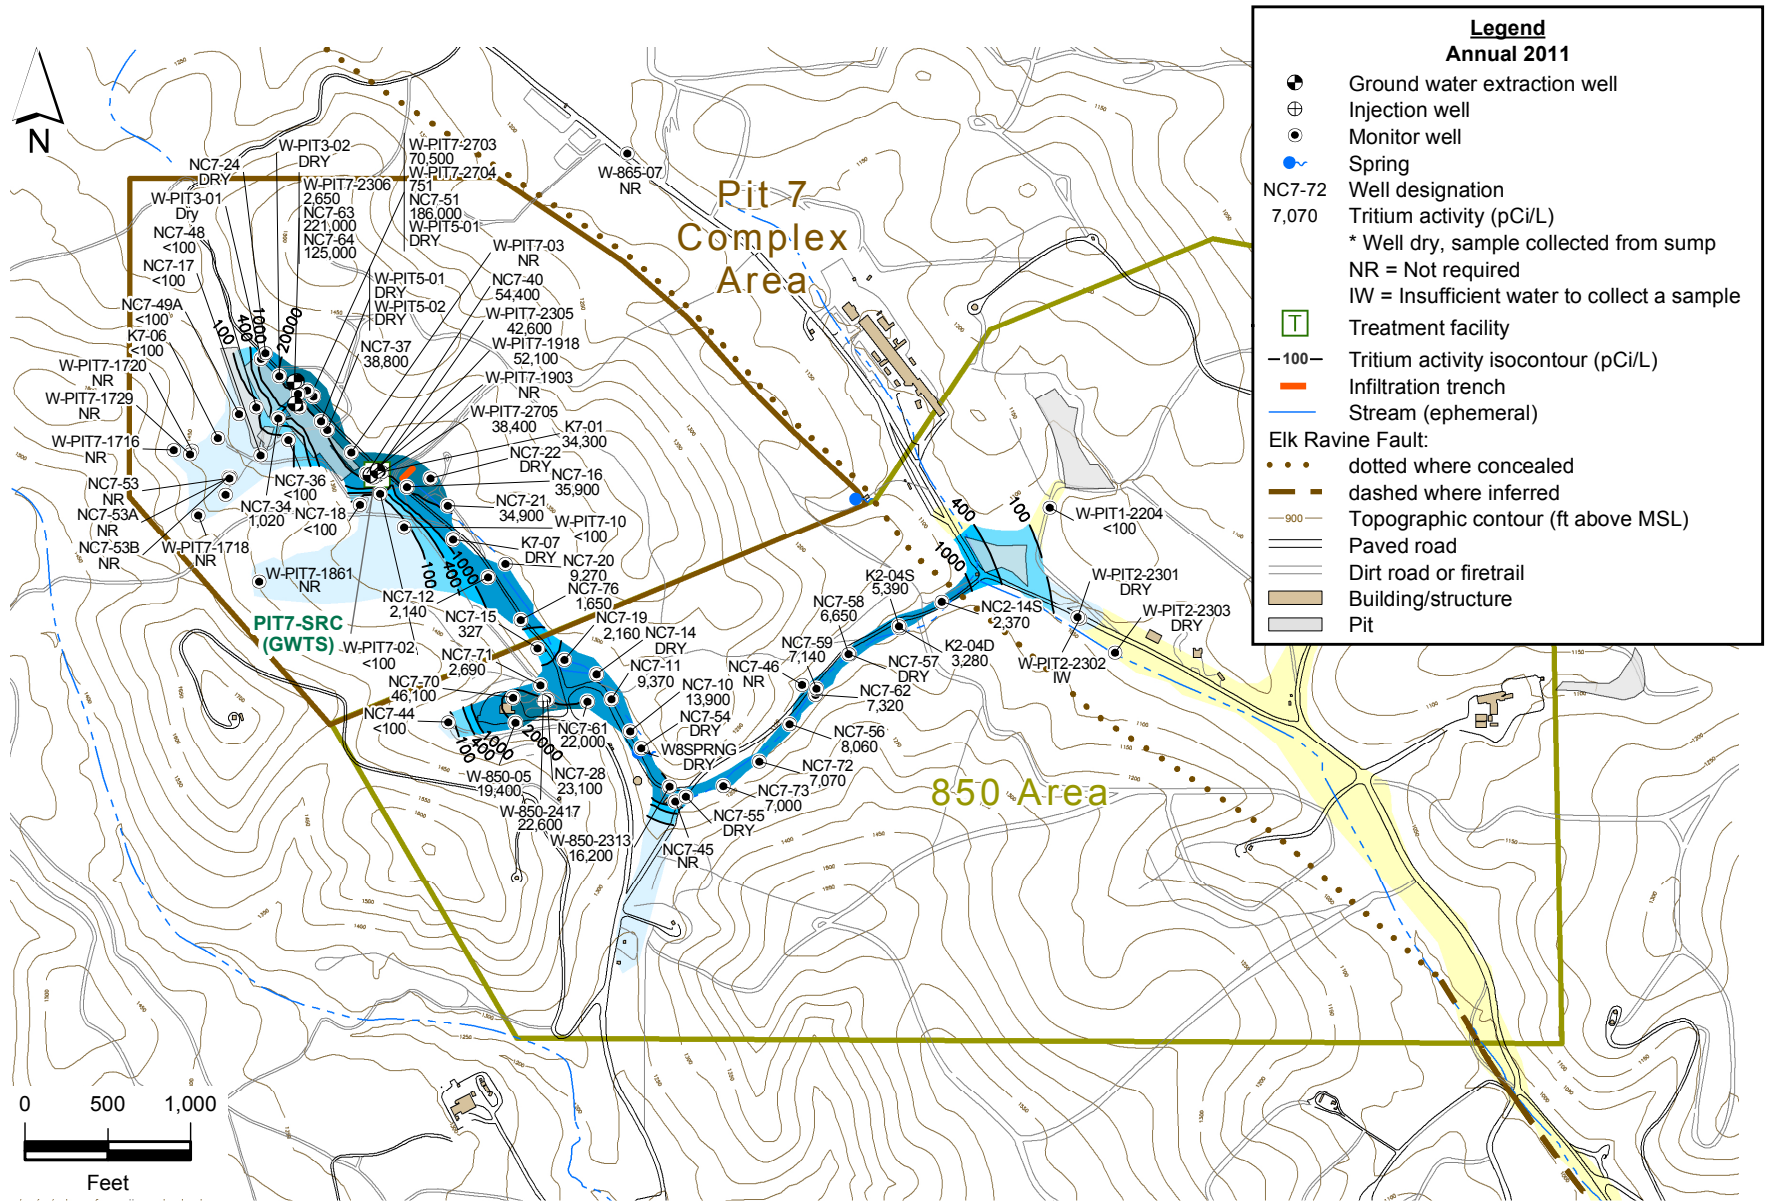 Legend
Annual 2011
Ground water extraction well
Injection well
Monitor well
Spring
NC7-72 Well designation
7,070 Tritium activity (pCi/L)
* Well dry, sample collected from sump
NR = Not required
IW = Insufficient water to collect a sample
T Treatment facility
100 Tritium activity isocontour (pCi/L)
Infiltration trench
Stream (ephemeral)
Elk Ravine Fault:
dotted where concealed
dashed where inferred
900 Topographic contour (ft above MSL)
Paved road
Dirt road or firetrail
Building/structure
Pit
N
Pit 7
Complex
Area
850 Area
PIT7-SRC
(GWTS)
W-865-07
NR
W-PIT3-02
DRY
NC7-24
DRY
W-PIT3-01
Dry
NC7-48
<100
NC7-17
<100
NC7-49A
<100
K7-06
<100
W-PIT7-1720
NR
W-PIT7-1729
NR
W-PIT7-1716
NR
NC7-53
NR
NC7-53A
NR
NC7-53B
NR
W-PIT7-1718
NR
W-PIT7-1861
NR
W-PIT7-2306
2,650
NC7-63
221,000
NC7-64
125,000
W-PIT7-2703
70,500
W-PIT7-2704
751
NC7-51
186,000
W-PIT5-01
DRY
W-PIT5-01
DRY
W-PIT5-02
DRY
NC7-37
38,800
W-PIT7-03
NR
NC7-40
54,400
W-PIT7-2305
42,600
W-PIT7-1918
52,100
W-PIT7-1903
NR
W-PIT7-2705
38,400
K7-01
34,300
NC7-22
DRY
NC7-16
35,900
NC7-21
34,900
W-PIT7-10
<100
K7-07
DRY
NC7-20
9,270
NC7-76
1,650
NC7-19
2,160
NC7-14
DRY
NC7-11
9,370
NC7-10
13,900
NC7-54
DRY
W8SPRNG
DRY
NC7-36
<100
NC7-34
1,020
NC7-18
<100
NC7-12
2,140
NC7-15
327
W-PIT7-02
<100
NC7-71
2,690
NC7-70
46,100
NC7-44
<100
NC7-61
22,000
NC7-28
23,100
W-850-05
19,400
W-850-2417
22,600
W-850-2313
16,200
NC7-45
NR
NC7-55
DRY
NC7-73
7,000
NC7-72
7,070
NC7-56
8,060
NC7-62
7,320
NC7-57
DRY
NC7-46
NR
NC7-59
7,140
NC7-58
6,650
K2-04S
5,390
K2-04D
3,280
NC2-14S
2,370
W-PIT1-2204
<100
W-PIT2-2301
DRY
W-PIT2-2303
DRY
W-PIT2-2302
IW
100
400
1000
20000
100
400
1000
100
400
1000
20000
1000
400
100
0 500 1,000
Feet